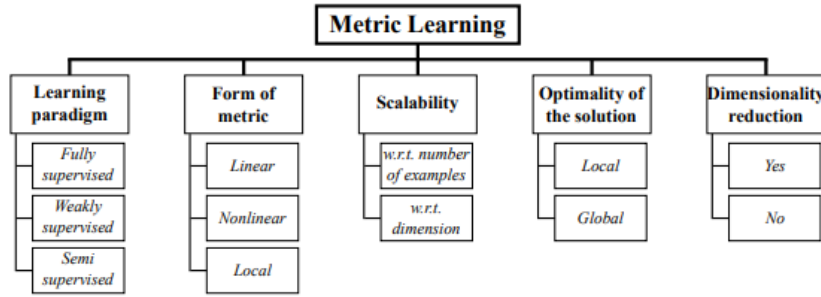 Metric Learning
Learning
paradigm
Fully
supervised
Weakly
supervised
Semi
supervised
Form of
metric
Linear
Nonlinear
Local
Scalability
w.r.t. number
of examples
w.r.t.
dimension
Optimality of
the solution
Local
Global
Dimensionality
reduction
Yes
No